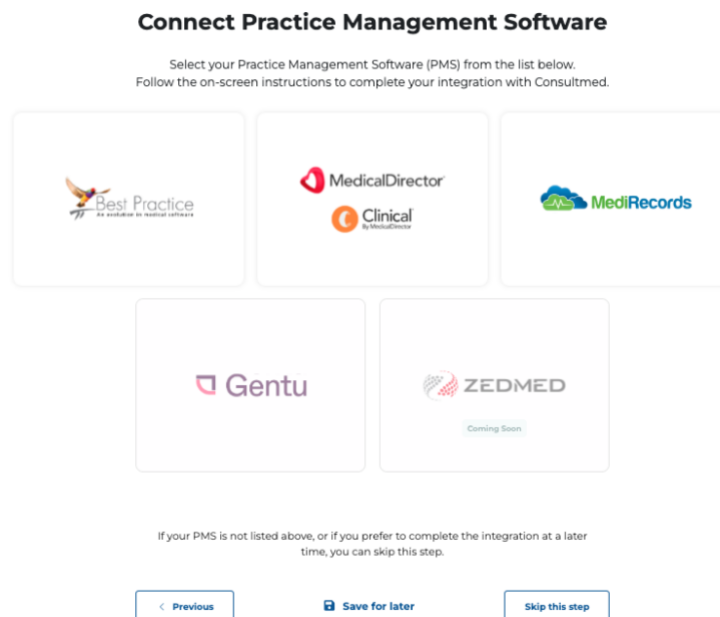 Connect Practice Management Software
Select your Practice Management Software (PMS) from the list below.
Follow the on-screen instructions to complete your integration with Consultmed.
Best Practice
An evolution in medical software
MedicalDirector
Clinical
By MedicalDirector
MediRecords
Gentu
ZEDMED
Coming Soon
If your PMS is not listed above, or if you prefer to complete the integration at a later
time, you can skip this step.
Previous
Save for later
Skip this step